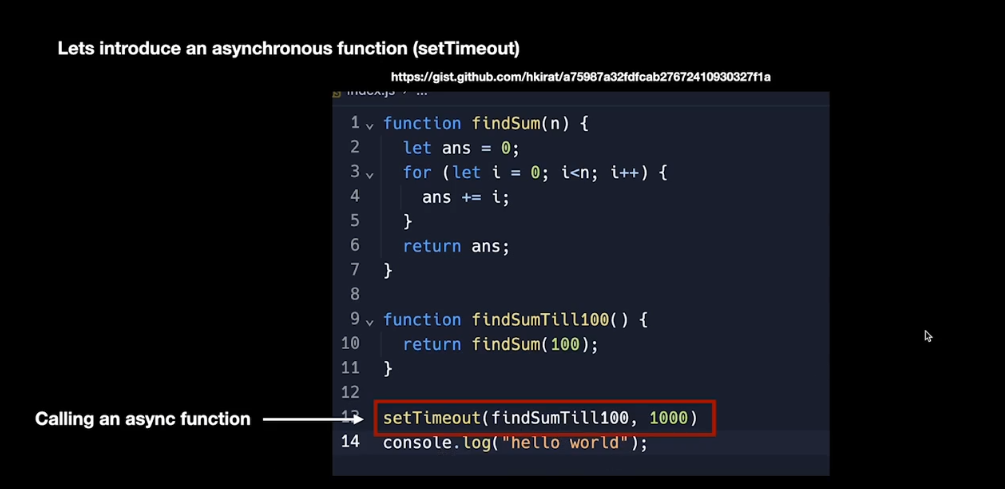 Lets introduce an asynchronous function (setTimeout)
https://gist.github.com/hkirat/a75987a32fdfcab27672410930327f1a
index.js > ...
1 function findSum(n) {
2 let ans = 0;
3 for (let i = 0; i<n; i++) {
4 ans += i;
5 }
6 return ans;
7 }
8
9 function findSumTill100() {
10 return findSum(100);
11 }
12
Calling an async function
13 setTimeout(findSumTill100, 1000)
14 console.log("hello world");